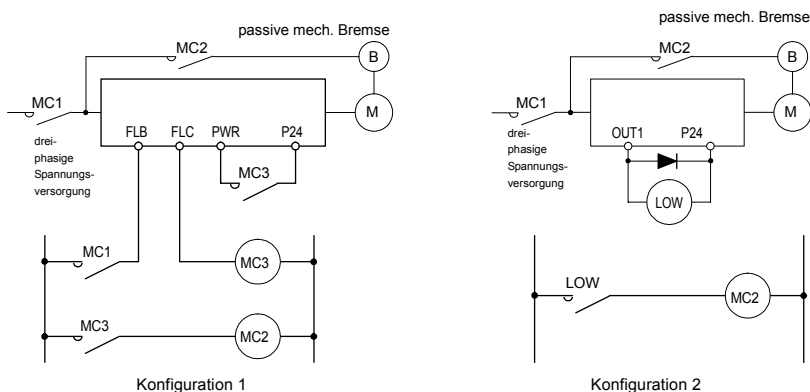 passive mech. Bremse
MC2
B
MC1
M
FLB FLC PWR P24
drei-
phasige
Spannungs-
versorgung
MC3
MC1
MC3
MC3
MC2
Konfiguration 1
passive mech. Bremse
MC2
B
MC1
M
OUT1 P24
drei-
phasige
Spannungs-
versorgung
LOW
LOW
MC2
Konfiguration 2